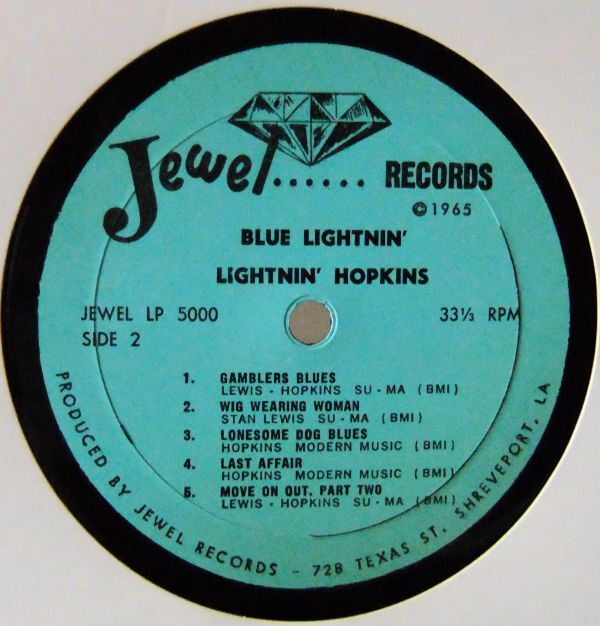 Jewel...... RECORDS
©1965
BLUE LIGHTNIN'
LIGHTNIN' HOPKINS
JEWEL LP 5000 33⅓ RPM
SIDE 2
1. GAMBLERS BLUES
LEWIS - HOPKINS SU - MA (BMI)
2. WIG WEARING WOMAN
STAN LEWIS SU - MA (BMI)
3. LONESOME DOG BLUES
HOPKINS MODERN MUSIC (BMI)
4. LAST AFFAIR
HOPKINS MODERN MUSIC (BMI)
5. MOVE ON OUT, PART TWO
LEWIS - HOPKINS SU - MA (BMI)
PRODUCED BY JEWEL RECORDS - 728 TEXAS ST. SHREVEPORT, LA